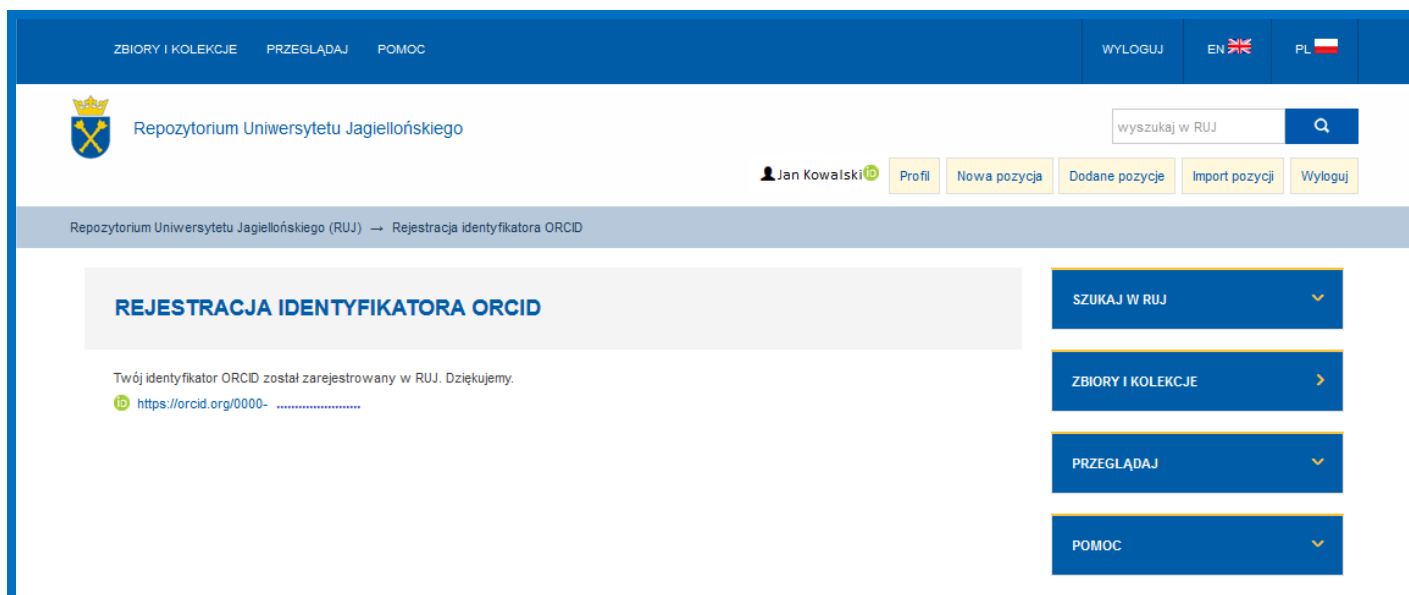 ZBIORY I KOLEKCJE PRZEGLĄDAJ POMOC WYLOGUJ EN PL
Repozytorium Uniwersytetu Jagiellońskiego
wyszukaj w RUJ
Jan Kowalski iD Profil Nowa pozycja Dodane pozycje Import pozycji Wyloguj
Repozytorium Uniwersytetu Jagiellońskiego (RUJ) → Rejestracja identyfikatora ORCID
REJESTRACJA IDENTYFIKATORA ORCID
Twój identyfikator ORCID został zarejestrowany w RUJ. Dziękujemy.
iD https://orcid.org/0000- .......................
SZUKAJ W RUJ
ZBIORY I KOLEKCJE
PRZEGLĄDAJ
POMOC